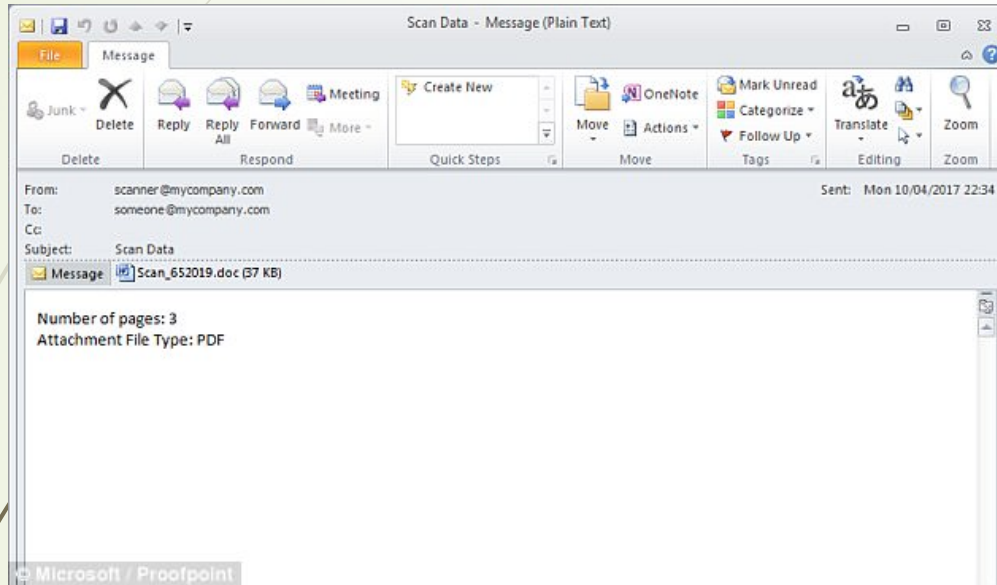 Scan Data - Message (Plain Text)
File Message
Junk Delete Reply Reply All Forward Meeting More
Create New
Move OneNote Actions
Mark Unread Categorize Follow Up
Translate Zoom
Delete Respond Quick Steps Move Tags Editing Zoom
From: scanner@mycompany.com Sent: Mon 10/04/2017 22:34
To: someone@mycompany.com
Cc:
Subject: Scan Data
Message Scan_652019.doc (37 KB)
Number of pages: 3
Attachment File Type: PDF
© Microsoft / Proofpoint